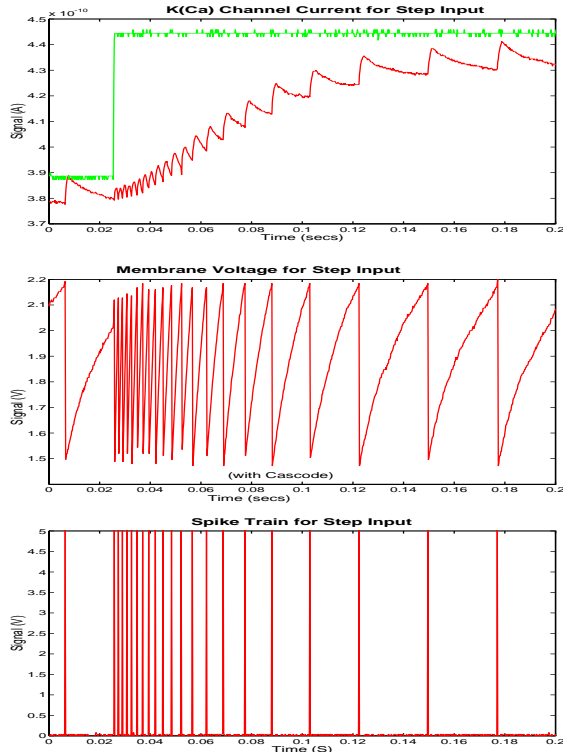 K(Ca) Channel Current for Step Input
x 10^-10
4.5
4.4
4.3
4.2
4.1
4
3.9
3.8
3.7
Signal (A)
0 0.02 0.04 0.06 0.08 0.1 0.12 0.14 0.16 0.18 0.2
Time (secs)
Membrane Voltage for Step Input
2.2
2.1
2
1.9
1.8
1.7
1.6
1.5
Signal (V)
(with Cascode)
0 0.02 0.04 0.06 0.08 0.1 0.12 0.14 0.16 0.18 0.2
Time (secs)
Spike Train for Step Input
5
4.5
4
3.5
3
2.5
2
1.5
1
0.5
0
Signal (V)
0 0.02 0.04 0.06 0.08 0.1 0.12 0.14 0.16 0.18 0.2
Time (S)